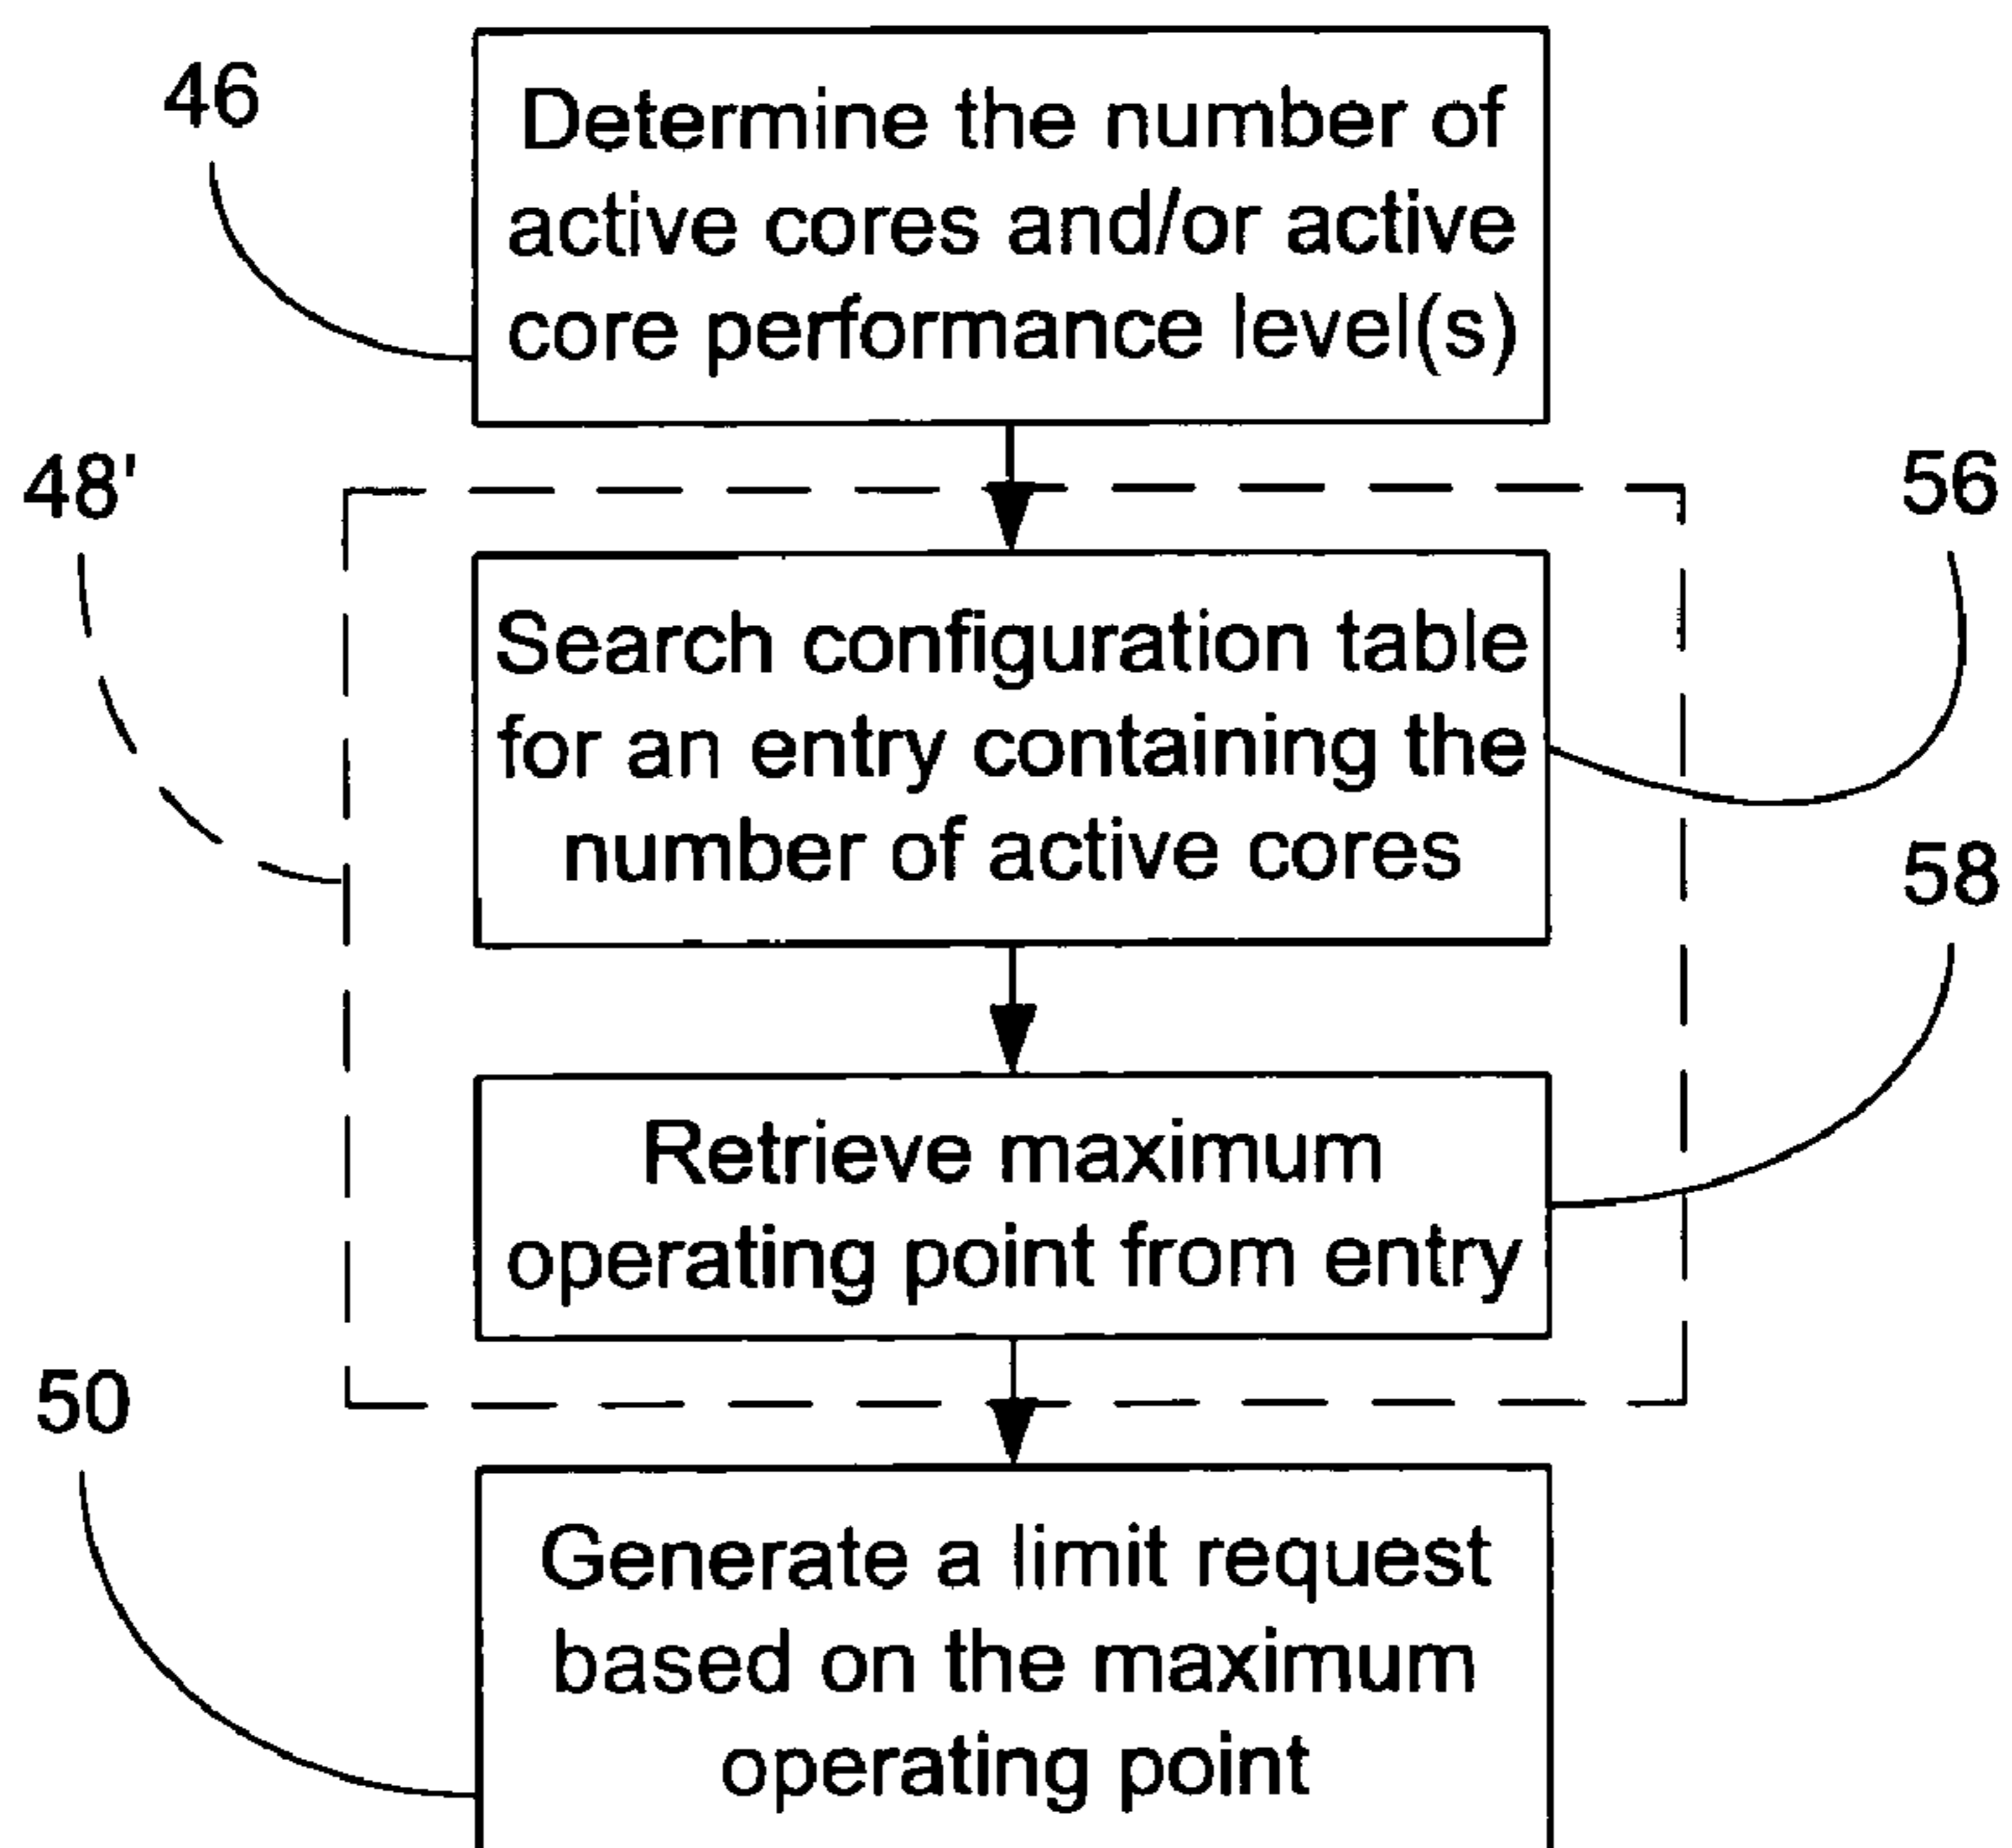 46
Determine the number of
active cores and/or active
core performance level(s)
48'
56
Search configuration table
for an entry containing the
number of active cores
58
Retrieve maximum
operating point from entry
50
Generate a limit request
based on the maximum
operating point